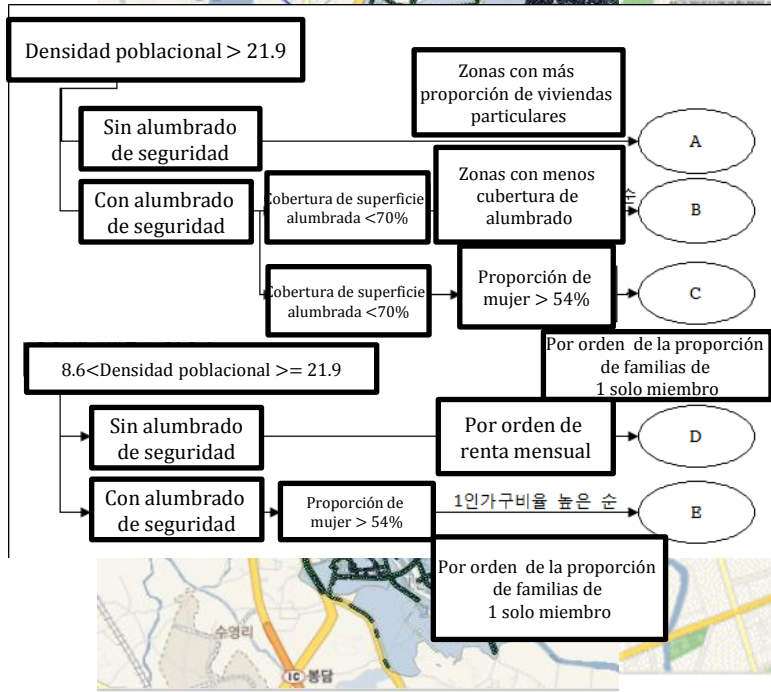 Densidad poblacional > 21.9
Zonas con más
proporción de viviendas
particulares
Sin alumbrado
de seguridad
A
Con alumbrado
de seguridad
Cobertura de superficie
alumbrada <70%
Zonas con menos
cubertura de
alumbrado
순
B
Cobertura de superficie
alumbrada <70%
Proporción de
mujer > 54%
C
Por orden de la proporción
de familias de
1 solo miembro
8.6<Densidad poblacional >= 21.9
Sin alumbrado
de seguridad
Por orden de
renta mensual
D
Con alumbrado
de seguridad
Proporción de
mujer > 54%
1인가구비율 높은 순
E
Por orden de la proporción
de familias de
1 solo miembro
수영리
IC 봉담